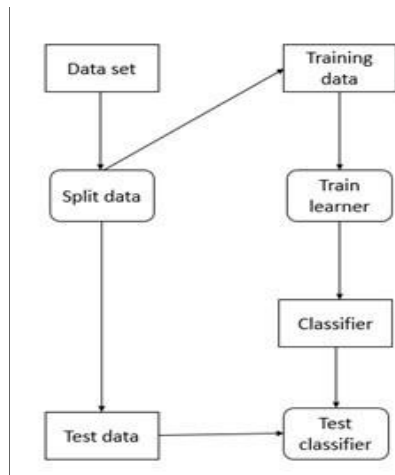 Data set
Training
data
Split data
Train
learner
Classifier
Test data
Test
classifier